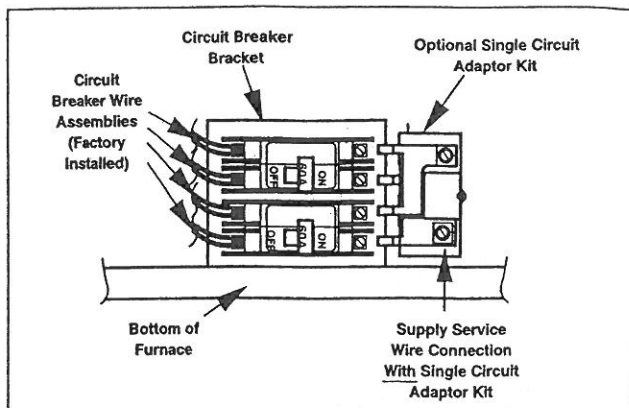 Circuit Breaker
Bracket
Optional Single Circuit
Adaptor Kit
Circuit
Breaker Wire
Assemblies
(Factory
Installed)
OFF
60A
ON
OFF
60A
ON
Bottom of
Furnace
Supply Service
Wire Connection
With Single Circuit
Adaptor Kit